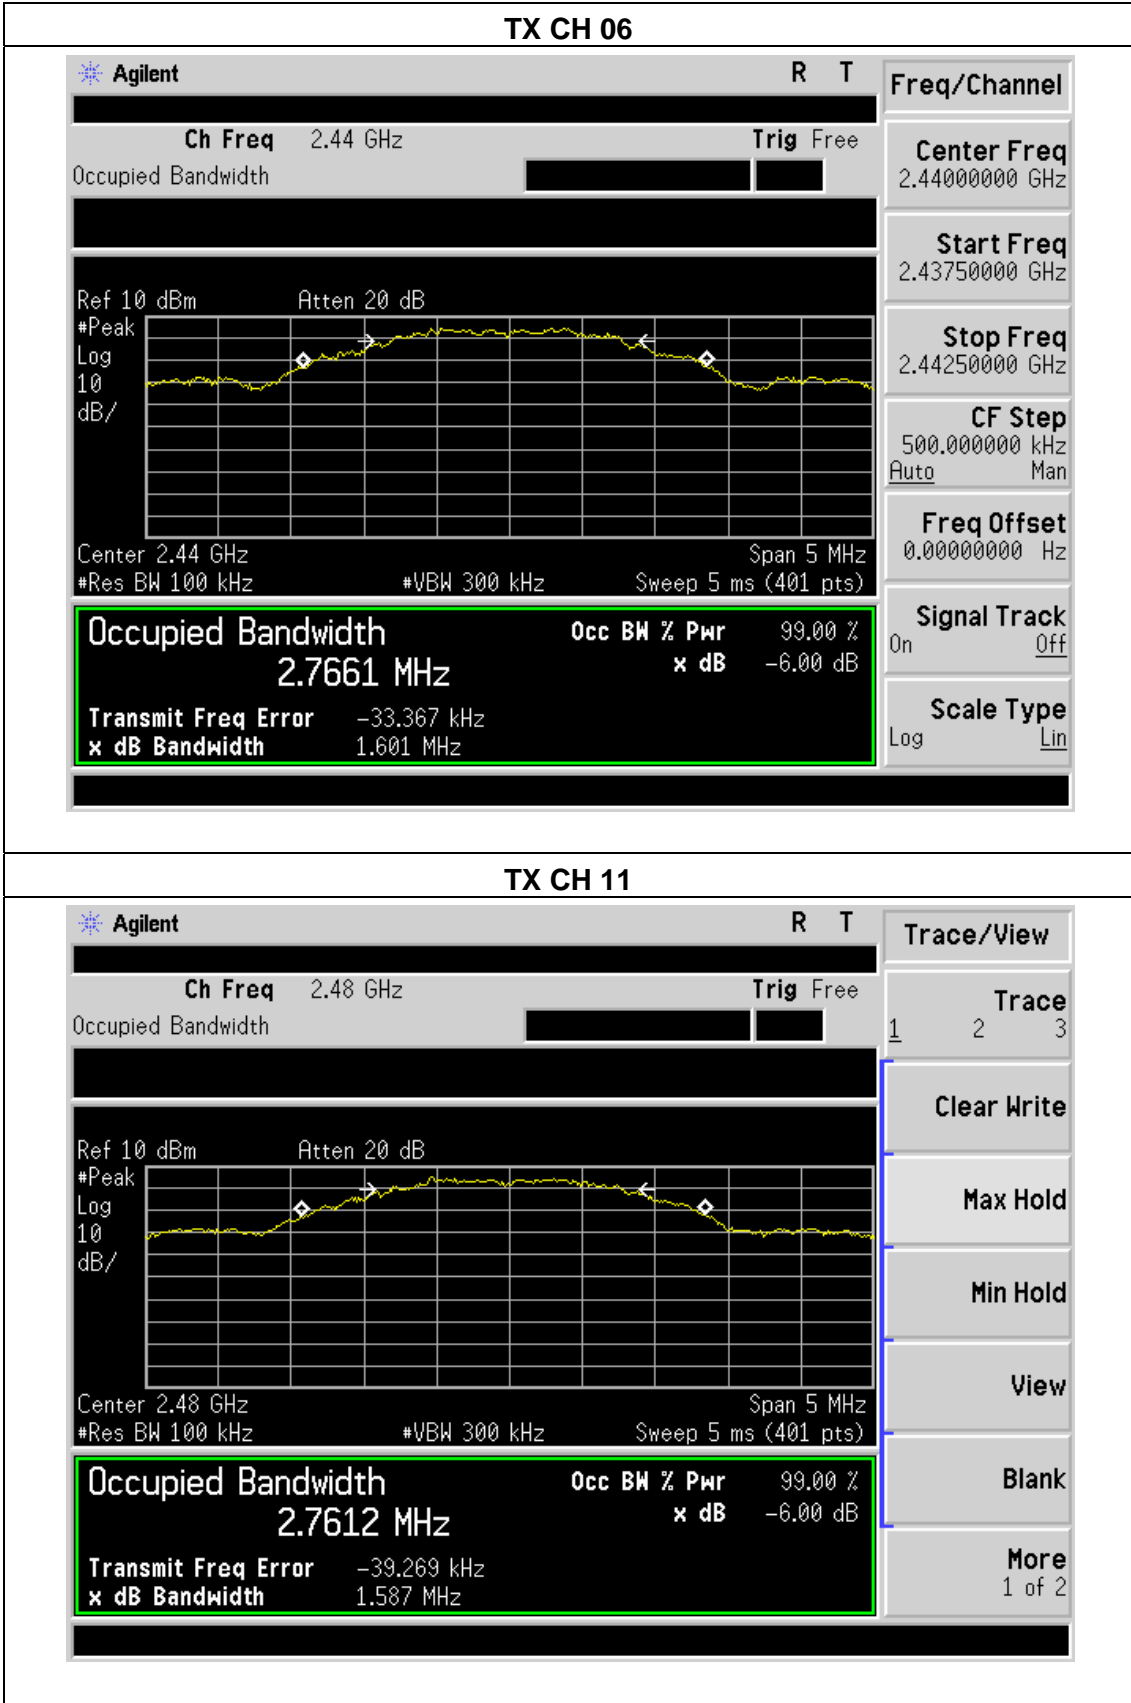 TX CH 06
Agilent R T
Freq/Channel
Ch Freq 2.44 GHz Trig Free
Occupied Bandwidth
Center Freq
2.44000000 GHz
Start Freq
2.43750000 GHz
Stop Freq
2.44250000 GHz
CF Step
500.000000 kHz
Auto Man
Freq Offset
0.00000000 Hz
Signal Track
On Off
Scale Type
Log Lin
Ref 10 dBm Atten 20 dB
#Peak
Log
10
dB/
Center 2.44 GHz Span 5 MHz
#Res BW 100 kHz #VBW 300 kHz Sweep 5 ms (401 pts)
Occupied Bandwidth Occ BW % Pwr 99.00 %
2.7661 MHz x dB -6.00 dB
Transmit Freq Error -33.367 kHz
x dB Bandwidth 1.601 MHz
TX CH 11
Agilent R T
Trace/View
Ch Freq 2.48 GHz Trig Free
Occupied Bandwidth
Trace
1 2 3
Clear Write
Max Hold
Min Hold
View
Blank
More
1 of 2
Ref 10 dBm Atten 20 dB
#Peak
Log
10
dB/
Center 2.48 GHz Span 5 MHz
#Res BW 100 kHz #VBW 300 kHz Sweep 5 ms (401 pts)
Occupied Bandwidth Occ BW % Pwr 99.00 %
2.7612 MHz x dB -6.00 dB
Transmit Freq Error -39.269 kHz
x dB Bandwidth 1.587 MHz